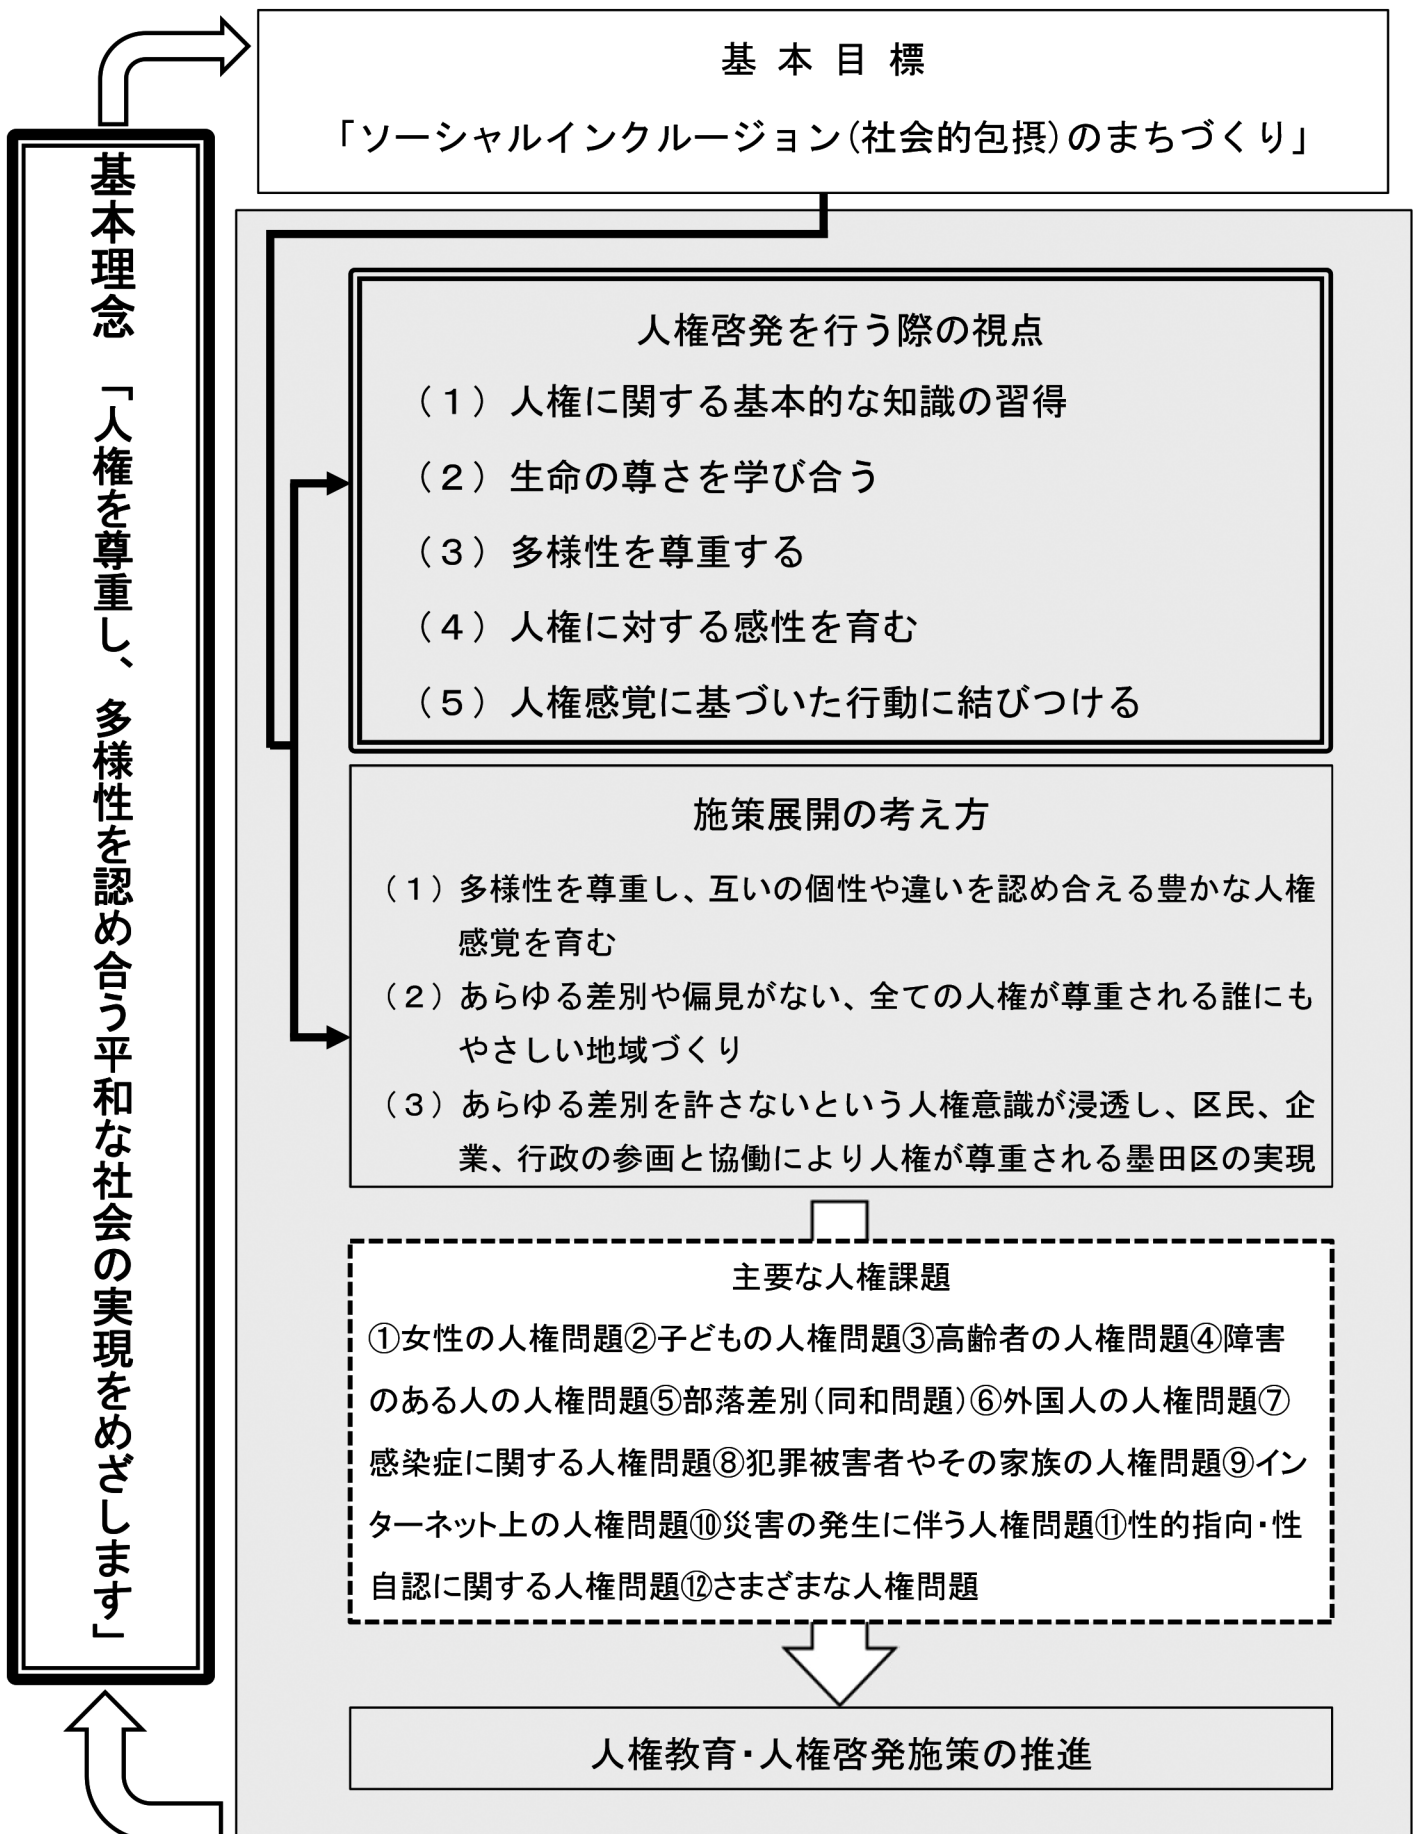 基本目標
「ソーシャルインクルージョン(社会的包摂)のまちづくり」
基本理念 「人権を尊重し、多様性を認め合う平和な社会の実現をめざします」
人権啓発を行う際の視点
(1)人権に関する基本的な知識の習得
(2)生命の尊さを学び合う
(3)多様性を尊重する
(4)人権に対する感性を育む
(5)人権感覚に基づいた行動に結びつける
施策展開の考え方
(1)多様性を尊重し、互いの個性や違いを認め合える豊かな人権
感覚を育む
(2)あらゆる差別や偏見がない、全ての人権が尊重される誰にも
やさしい地域づくり
(3)あらゆる差別を許さないという人権意識が浸透し、区民、企
業、行政の参画と協働により人権が尊重される墨田区の実現
主要な人権課題
①女性の人権問題②子どもの人権問題③高齢者の人権問題④障害
のある人の人権問題⑤部落差別(同和問題)⑥外国人の人権問題⑦
感染症に関する人権問題⑧犯罪被害者やその家族の人権問題⑨イン
ターネット上の人権問題⑩災害の発生に伴う人権問題⑪性的指向・性
自認に関する人権問題⑫さまざまな人権問題
人権教育・人権啓発施策の推進